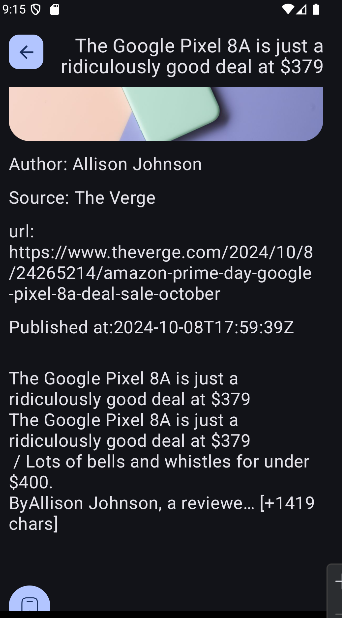 9:15
The Google Pixel 8A is just a
ridiculously good deal at $379
Author: Allison Johnson
Source: The Verge
url:
https://www.theverge.com/2024/10/8
/24265214/amazon-prime-day-google
-pixel-8a-deal-sale-october
Published at:2024-10-08T17:59:39Z
The Google Pixel 8A is just a
ridiculously good deal at $379
The Google Pixel 8A is just a
ridiculously good deal at $379
/ Lots of bells and whistles for under
$400.
ByAllison Johnson, a reviewe… [+1419
chars]